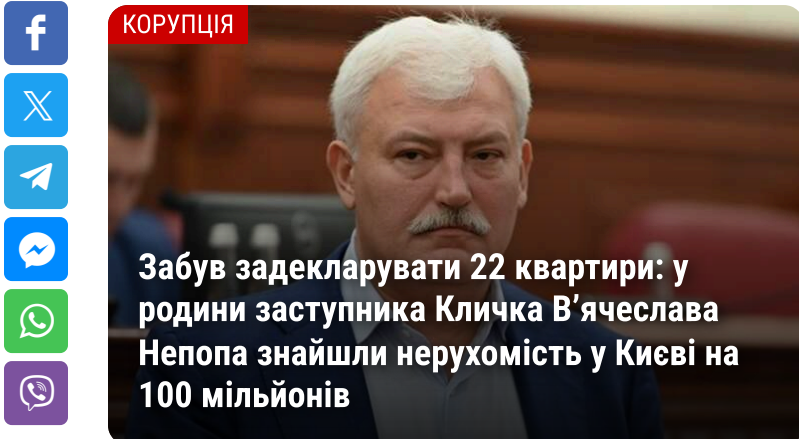 КОРУПЦІЯ
Забув задекларувати 22 квартири: у
родини заступника Кличка В’ячеслава
Непопа знайшли нерухомість у Києві на
100 мільйонів